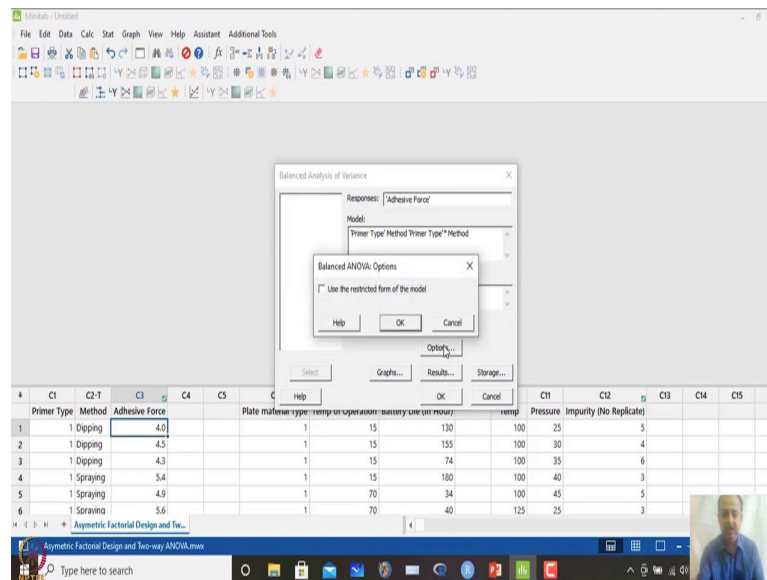 Minitab - Untitled
File Edit Data Calc Stat Graph View Help Assistant Additional Tools
Balanced Analysis of Variance
Responses: 'Adhesive Force'
Model:
'Primer Type' Method 'Primer Type'* Method
Balanced ANOVA: Options
Use the restricted form of the model
Help OK Cancel
Options...
Select Graphs... Results... Storage...
Help OK Cancel
C1 C2-T C3 C4 C5 C11 C12 C13 C14 C15
Primer Type Method Adhesive Force Plate material Type Temp of Operation Battery Life (in Hour) Temp Pressure Impurity (No Replicate)
1 1 Dipping 4.0 1 15 130 100 25 5
2 1 Dipping 4.5 1 15 155 100 30 4
3 1 Dipping 4.3 1 15 74 100 35 6
4 1 Spraying 5.4 1 15 180 100 40 3
5 1 Spraying 4.9 1 70 34 100 45 5
6 1 Spraying 5.6 1 70 40 125 25 3
Asymetric Factorial Design and Tw...
Asymetric Factorial Design and Two-way ANOVA.mwx
Type here to search
NPTEL